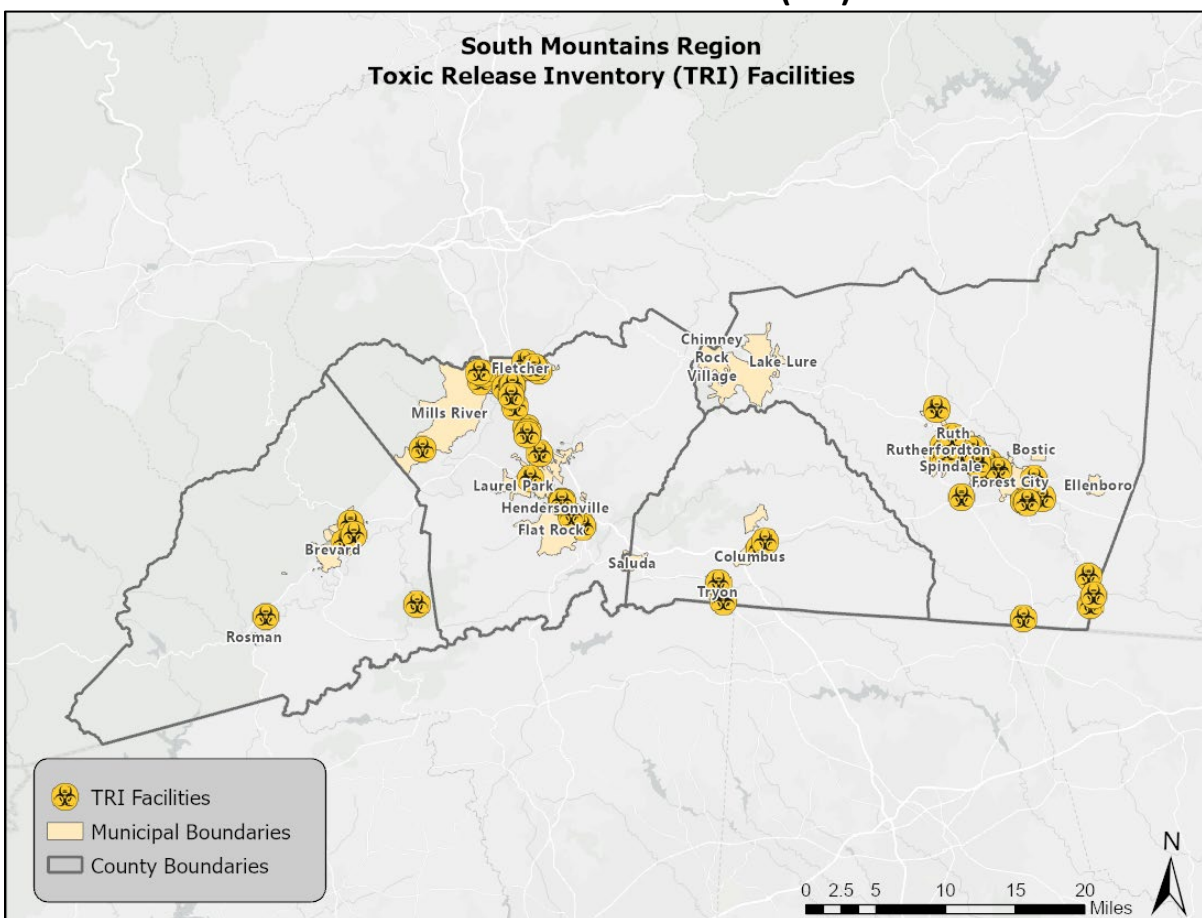 South Mountains Region
Toxic Release Inventory (TRI) Facilities
Chimney
Rock
Village
Lake Lure
Fletcher
Mills River
Ruth
Rutherfordton
Bostic
Spindale
Laurel Park
Forest City
Ellenboro
Hendersonville
Flat Rock
Brevard
Columbus
Saluda
Tryon
Rosman
TRI Facilities
Municipal Boundaries
County Boundaries
N
0 2.5 5 10 15 20
Miles